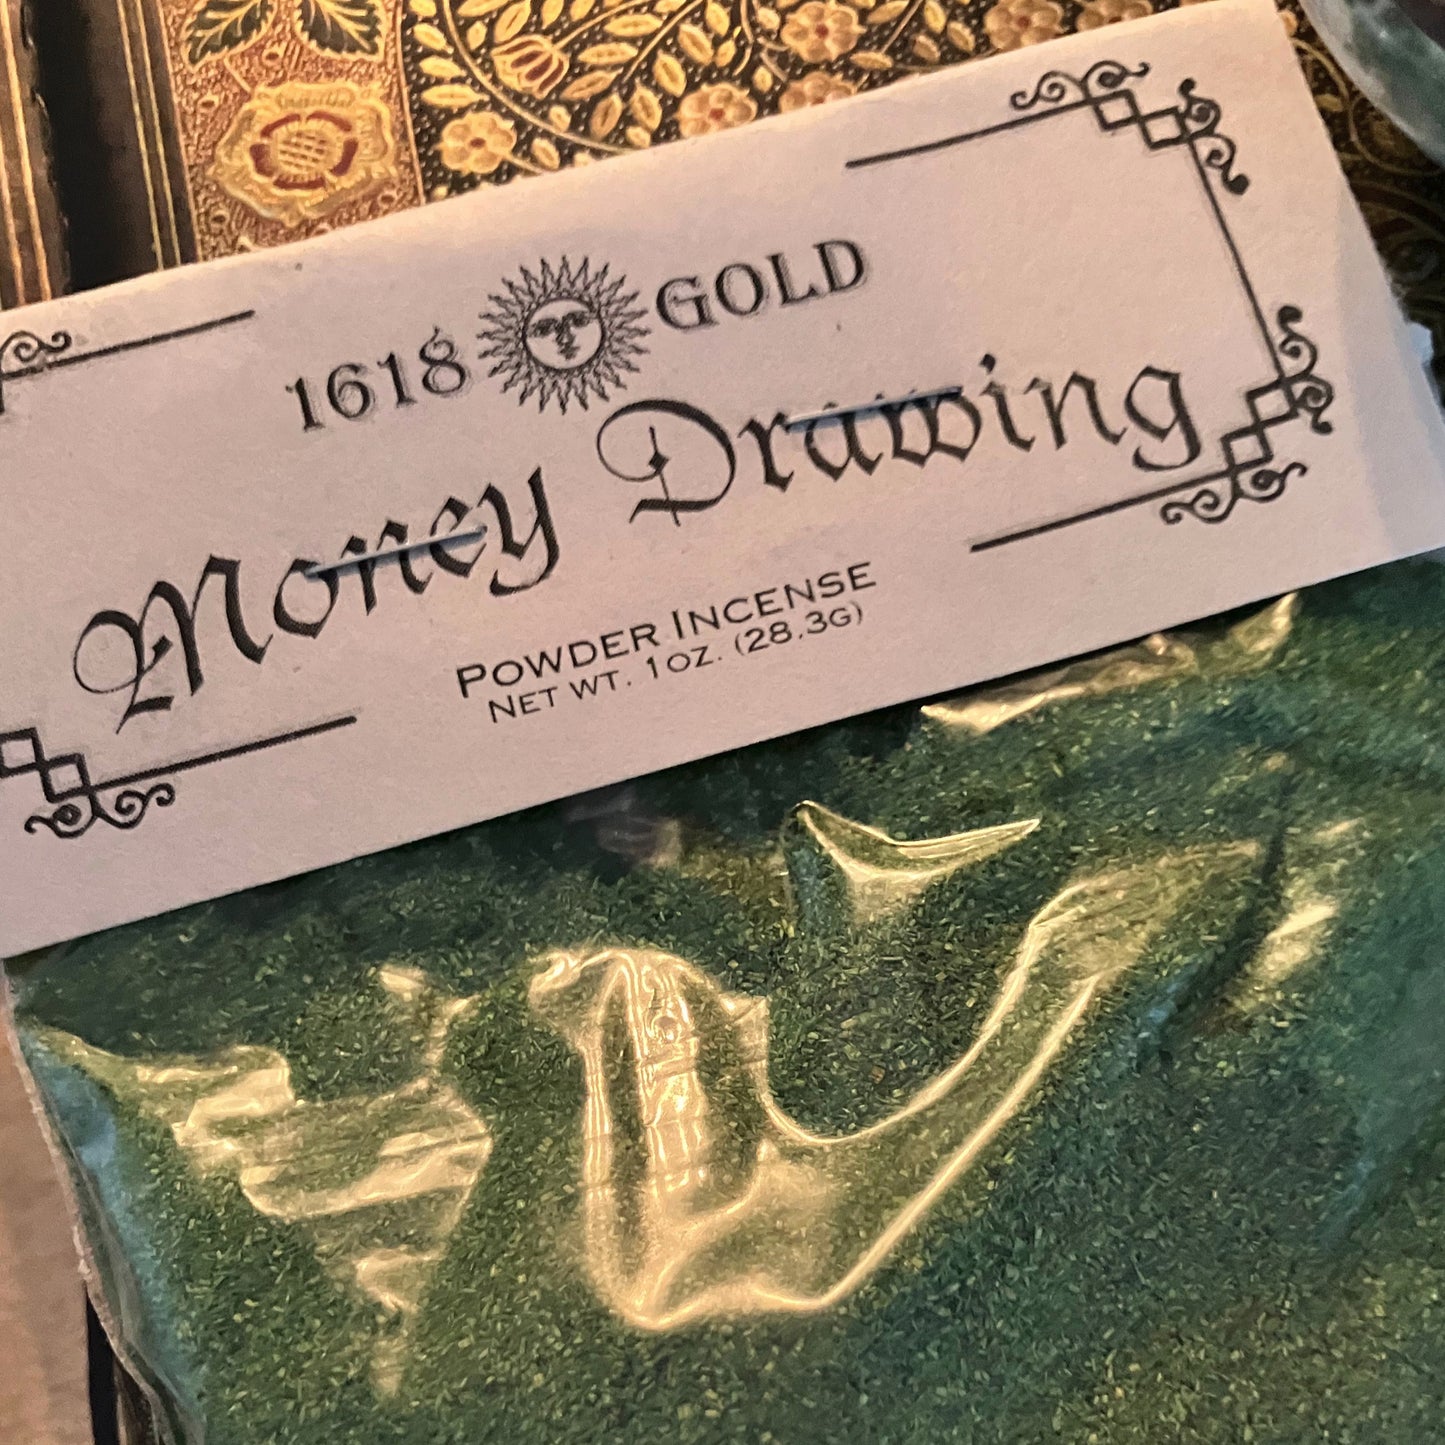 1618 GOLD
Money Drawing
POWDER INCENSE
NET WT. 1OZ. (28.3G)